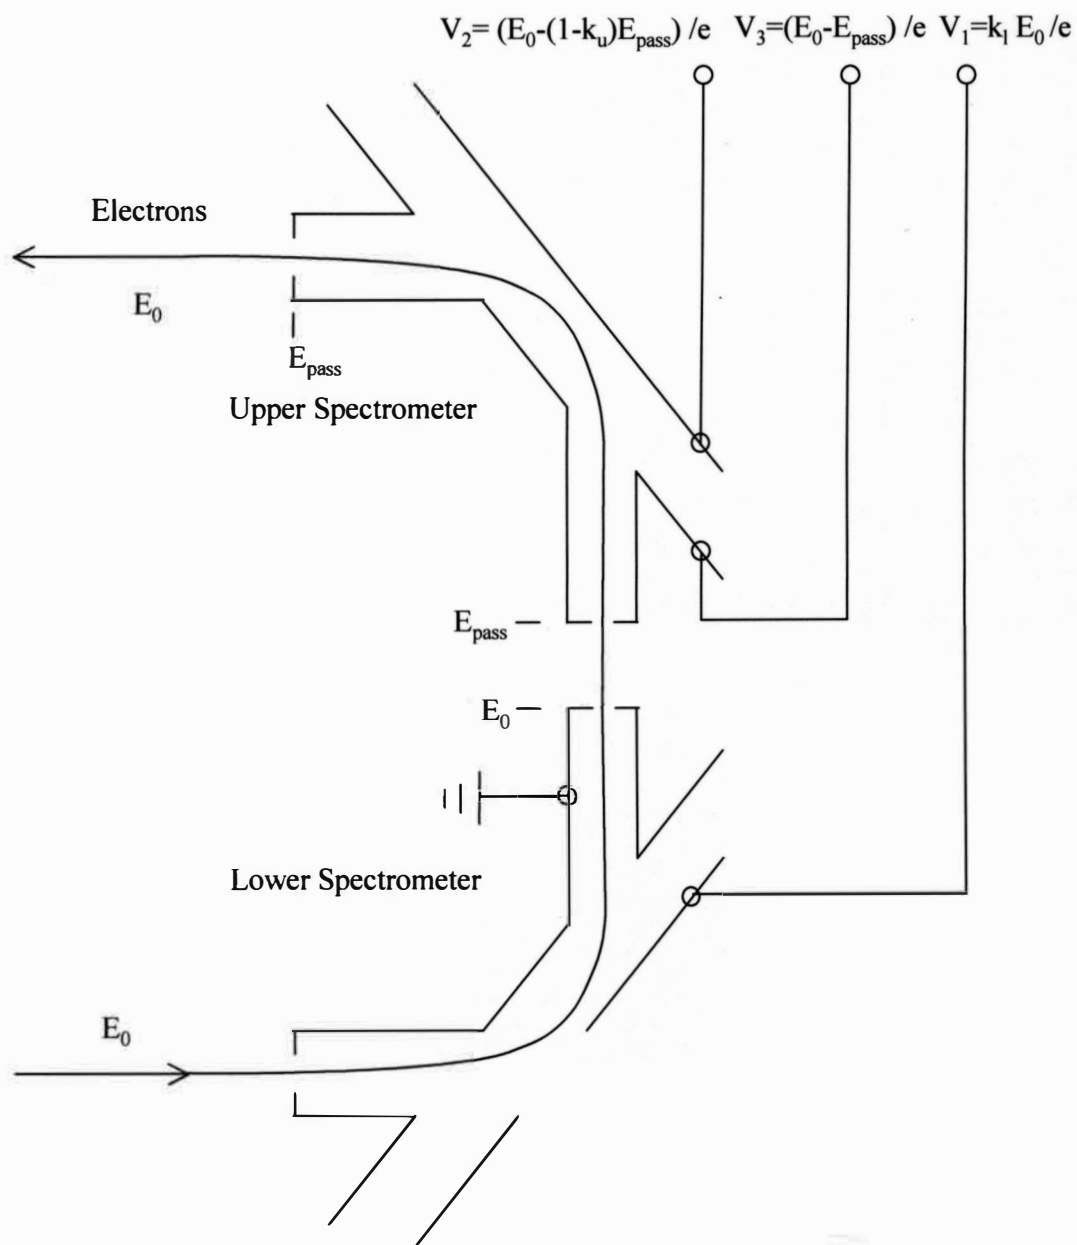 V₂= (E₀-(1-kᵤ)Eₚₐₛₛ) /e V₃=(E₀-Eₚₐₛₛ) /e V₁=kₗ E₀ /e
Electrons
E₀
Eₚₐₛₛ
Upper Spectrometer
Eₚₐₛₛ
E₀
Lower Spectrometer
E₀